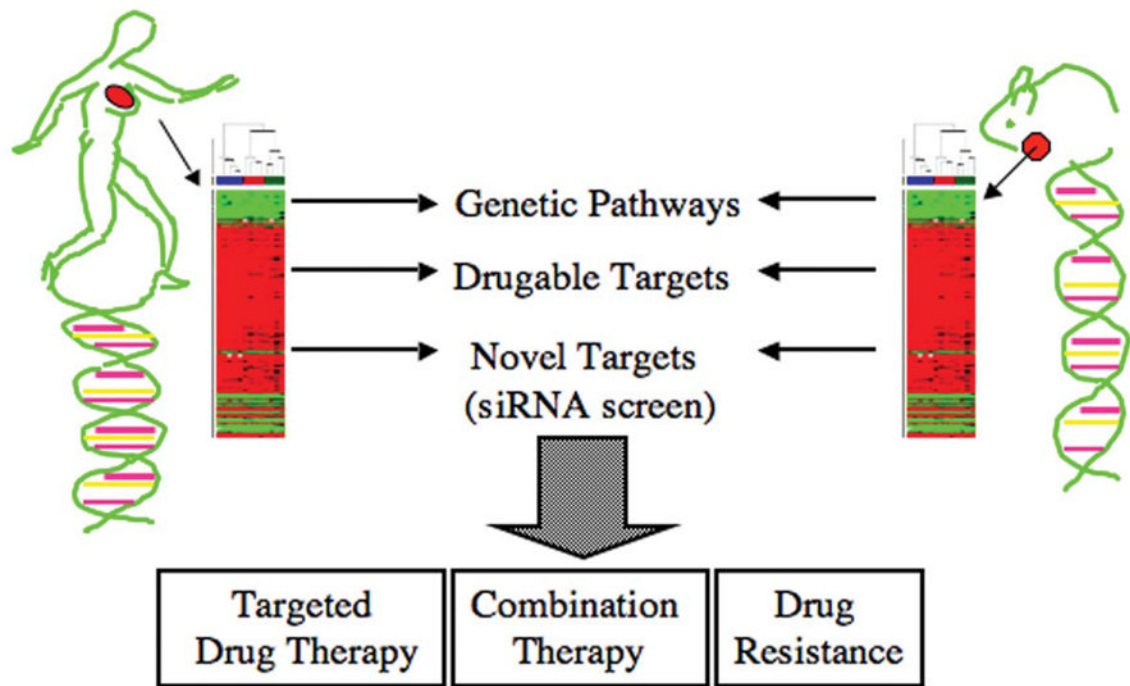 Genetic Pathways
Drugable Targets
Novel Targets
(siRNA screen)
Targeted
Drug Therapy
Combination
Therapy
Drug
Resistance